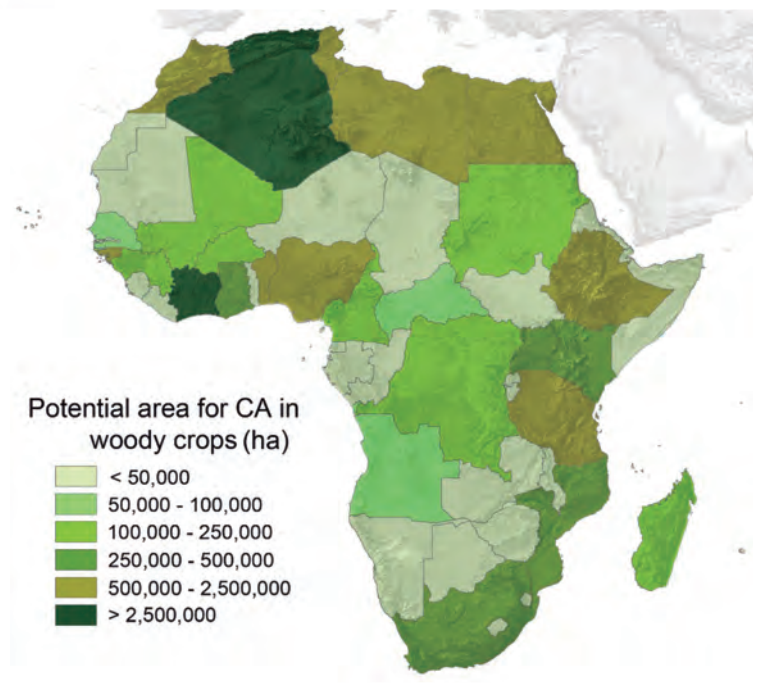 Potential area for CA in
woody crops (ha)
< 50,000
50,000 - 100,000
100,000 - 250,000
250,000 - 500,000
500,000 - 2,500,000
> 2,500,000